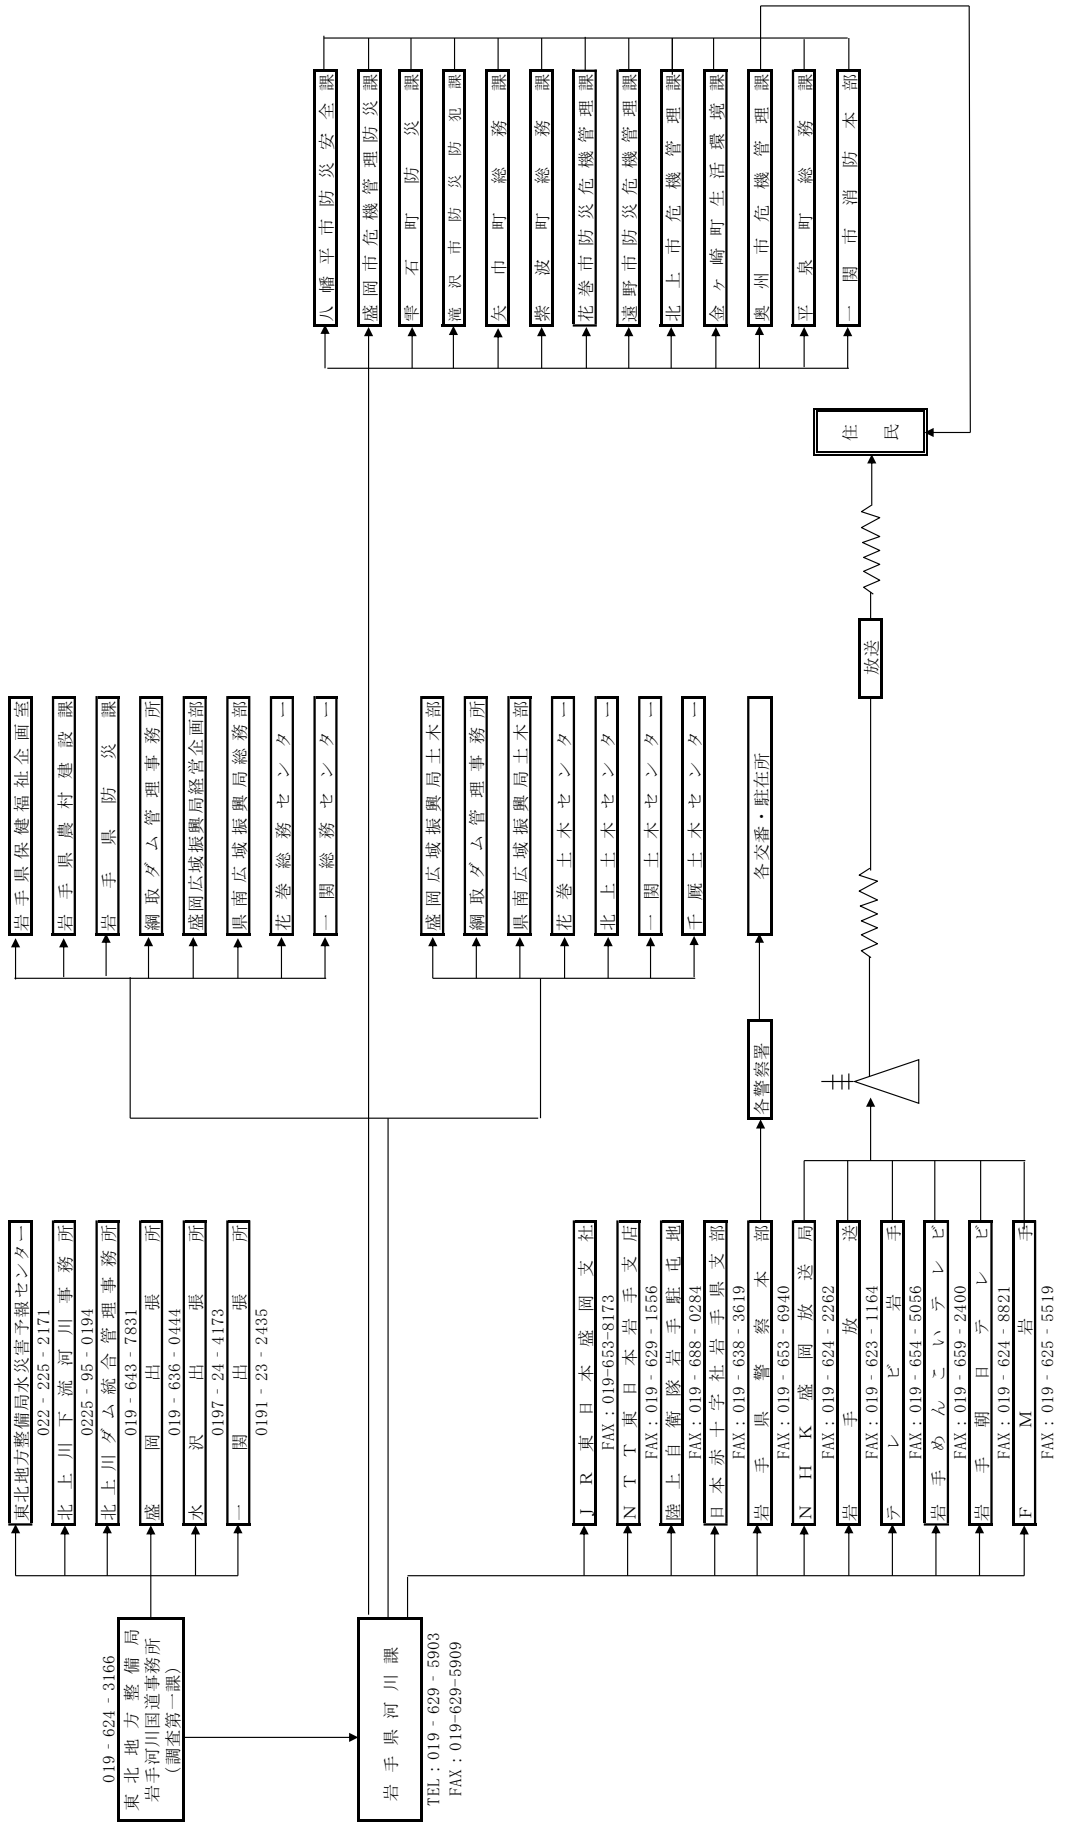 019‐624‐3166
東北地方整備局
岩手河川国道事務所
(調査第一課)
岩手県河川課
TEL：019‐629‐5903
FAX：019-629-5909
東北地方整備局水災害予報センター
022‐225‐2171
北上川下流河川事務所
0225‐95‐0194
北上川ダム統合管理事務所
019‐643‐7831
盛岡出張所
019‐636‐0444
水沢出張所
0197‐24‐4173
一関出張所
0191‐23‐2435
JR東日本盛岡支社
FAX：019-653-8173
NTT東日本岩手支店
FAX：019‐629‐1556
陸上自衛隊岩手駐屯地
FAX：019‐688‐0284
日本赤十字社岩手県支部
FAX：019‐638‐3619
岩手県警察本部
FAX：019‐653‐6940
NHK盛岡放送局
FAX：019‐624‐2262
岩手放送
FAX：019‐623‐1164
テレビ岩手
FAX：019‐654‐5056
岩手めんこいテレビ
FAX：019‐659‐2400
岩手朝日テレビ
FAX：019‐624‐8821
FM岩手
FAX：019‐625‐5519
各警察署
岩手県保健福祉企画室
岩手県農村建設課
岩手県防災課
綱取ダム管理事務所
盛岡広域振興局経営企画部
県南広域振興局総務部
花巻総務センター
一関総務センター
盛岡広域振興局土木部
綱取ダム管理事務所
県南広域振興局土木部
花巻土木センター
北上土木センター
一関土木センター
千厩土木センター
各交番・駐在所
放送
住民
八幡平市防災安全課
盛岡市危機管理防災課
雫石町防災課
滝沢市防災防犯課
矢巾町総務課
紫波町総務課
花巻市防災危機管理課
遠野市防災危機管理課
北上市危機管理課
金ヶ崎町生活環境課
奥州市危機管理課
平泉町総務課
一関市消防本部